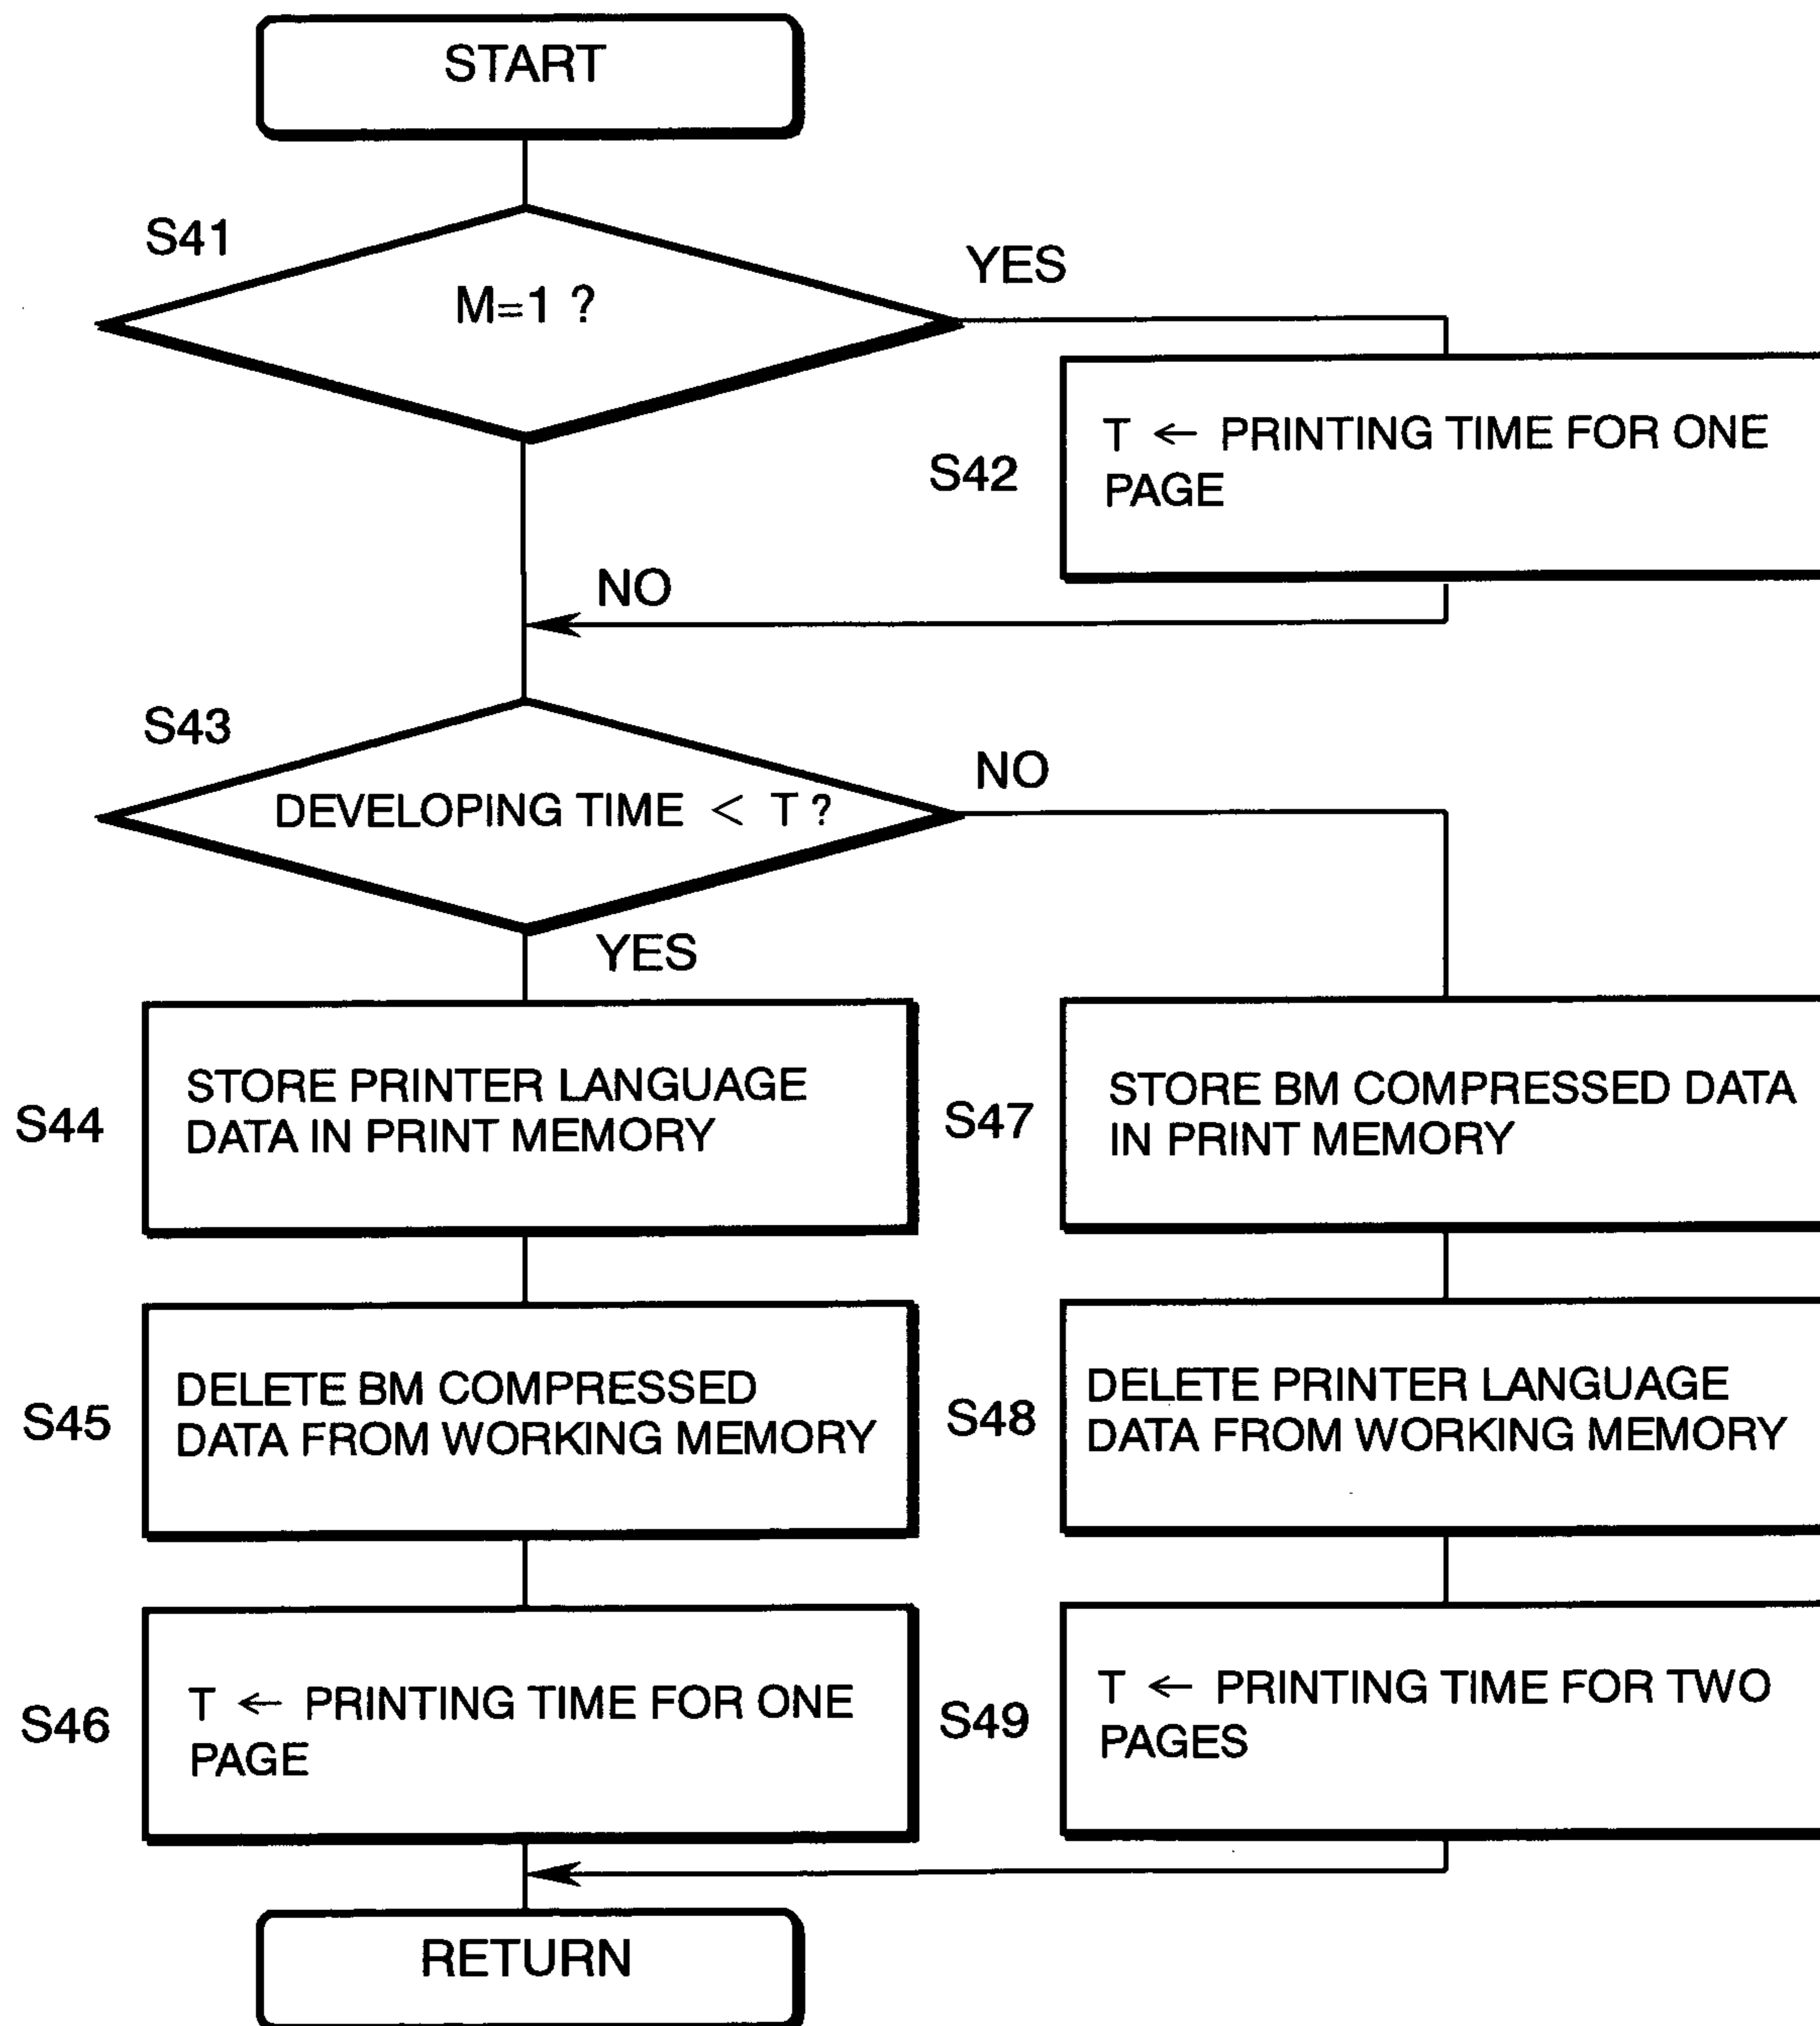 START
S41
M=1 ?
YES
S42
T ← PRINTING TIME FOR ONE
PAGE
NO
S43
DEVELOPING TIME < T ?
NO
YES
S44
STORE PRINTER LANGUAGE
DATA IN PRINT MEMORY
S47
STORE BM COMPRESSED DATA
IN PRINT MEMORY
S45
DELETE BM COMPRESSED
DATA FROM WORKING MEMORY
S48
DELETE PRINTER LANGUAGE
DATA FROM WORKING MEMORY
S46
T ← PRINTING TIME FOR ONE
PAGE
S49
T ← PRINTING TIME FOR TWO
PAGES
RETURN